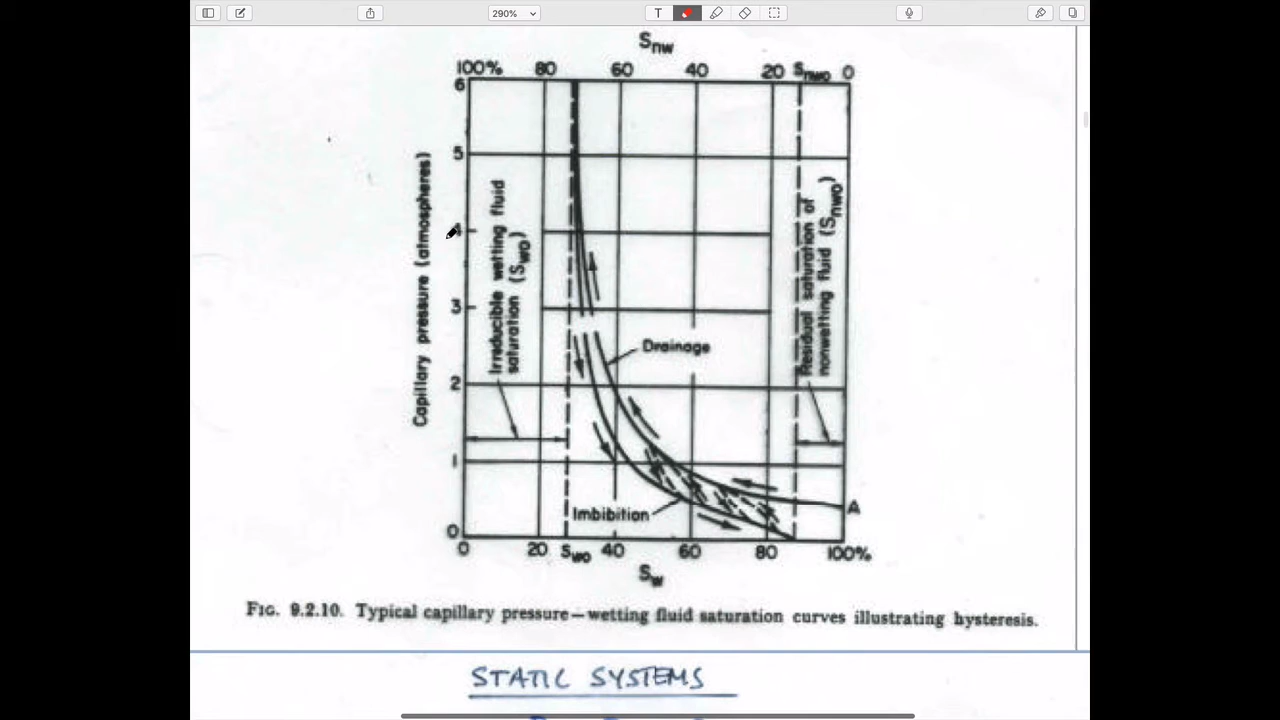 290%
T
Snw
100% 80 60 40 20 Snwo 0
6
5
4
3
2
1
0
Capillary pressure (atmospheres)
Irreducible wetting fluid
saturation (Swo)
Residual saturation of
nonwetting fluid (Snwo)
Drainage
Imbibition
A
0 20 Swo 40 60 80 100%
Sw
FIG. 9.2.10. Typical capillary pressure—wetting fluid saturation curves illustrating hysteresis.
STATIC SYSTEMS